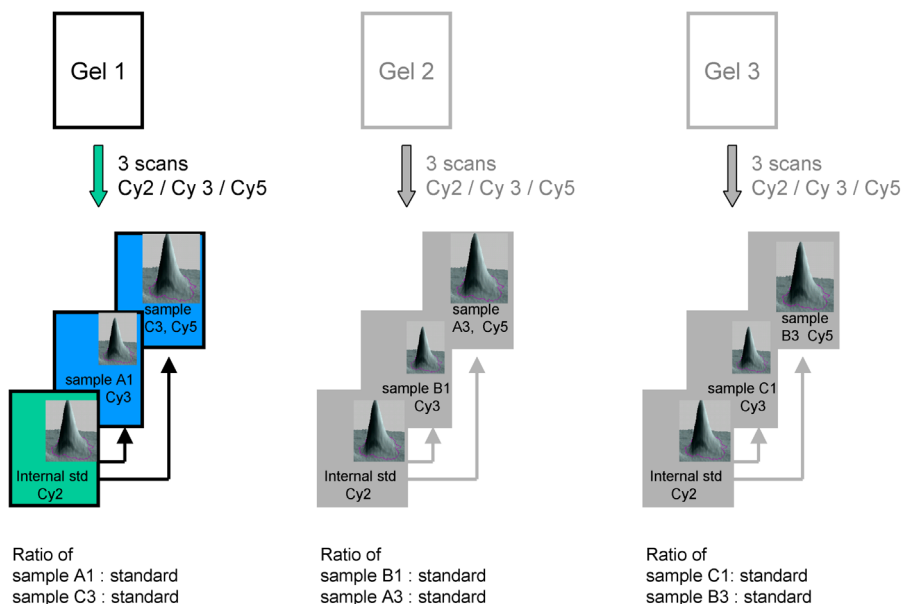 Gel 1
3 scans
Cy2 / Cy 3 / Cy5
sample
C3, Cy5
sample A1
Cy3
Internal std
Cy2
Ratio of
sample A1 : standard
sample C3 : standard
Gel 2
3 scans
Cy2 / Cy 3 / Cy5
sample
A3, Cy5
sample B1
Cy3
Internal std
Cy2
Ratio of
sample B1 : standard
sample A3 : standard
Gel 3
3 scans
Cy2 / Cy 3 / Cy5
sample
B3 Cy5
sample C1
Cy3
Internal std
Cy2
Ratio of
sample C1: standard
sample B3 : standard